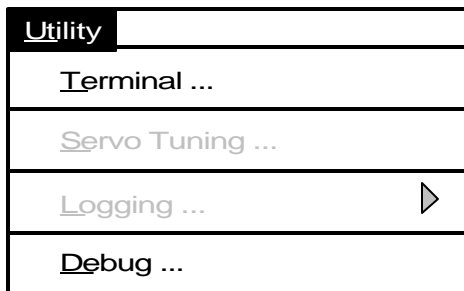 Utility
Terminal ...
Servo Tuning ...
Logging ...
Debug ...